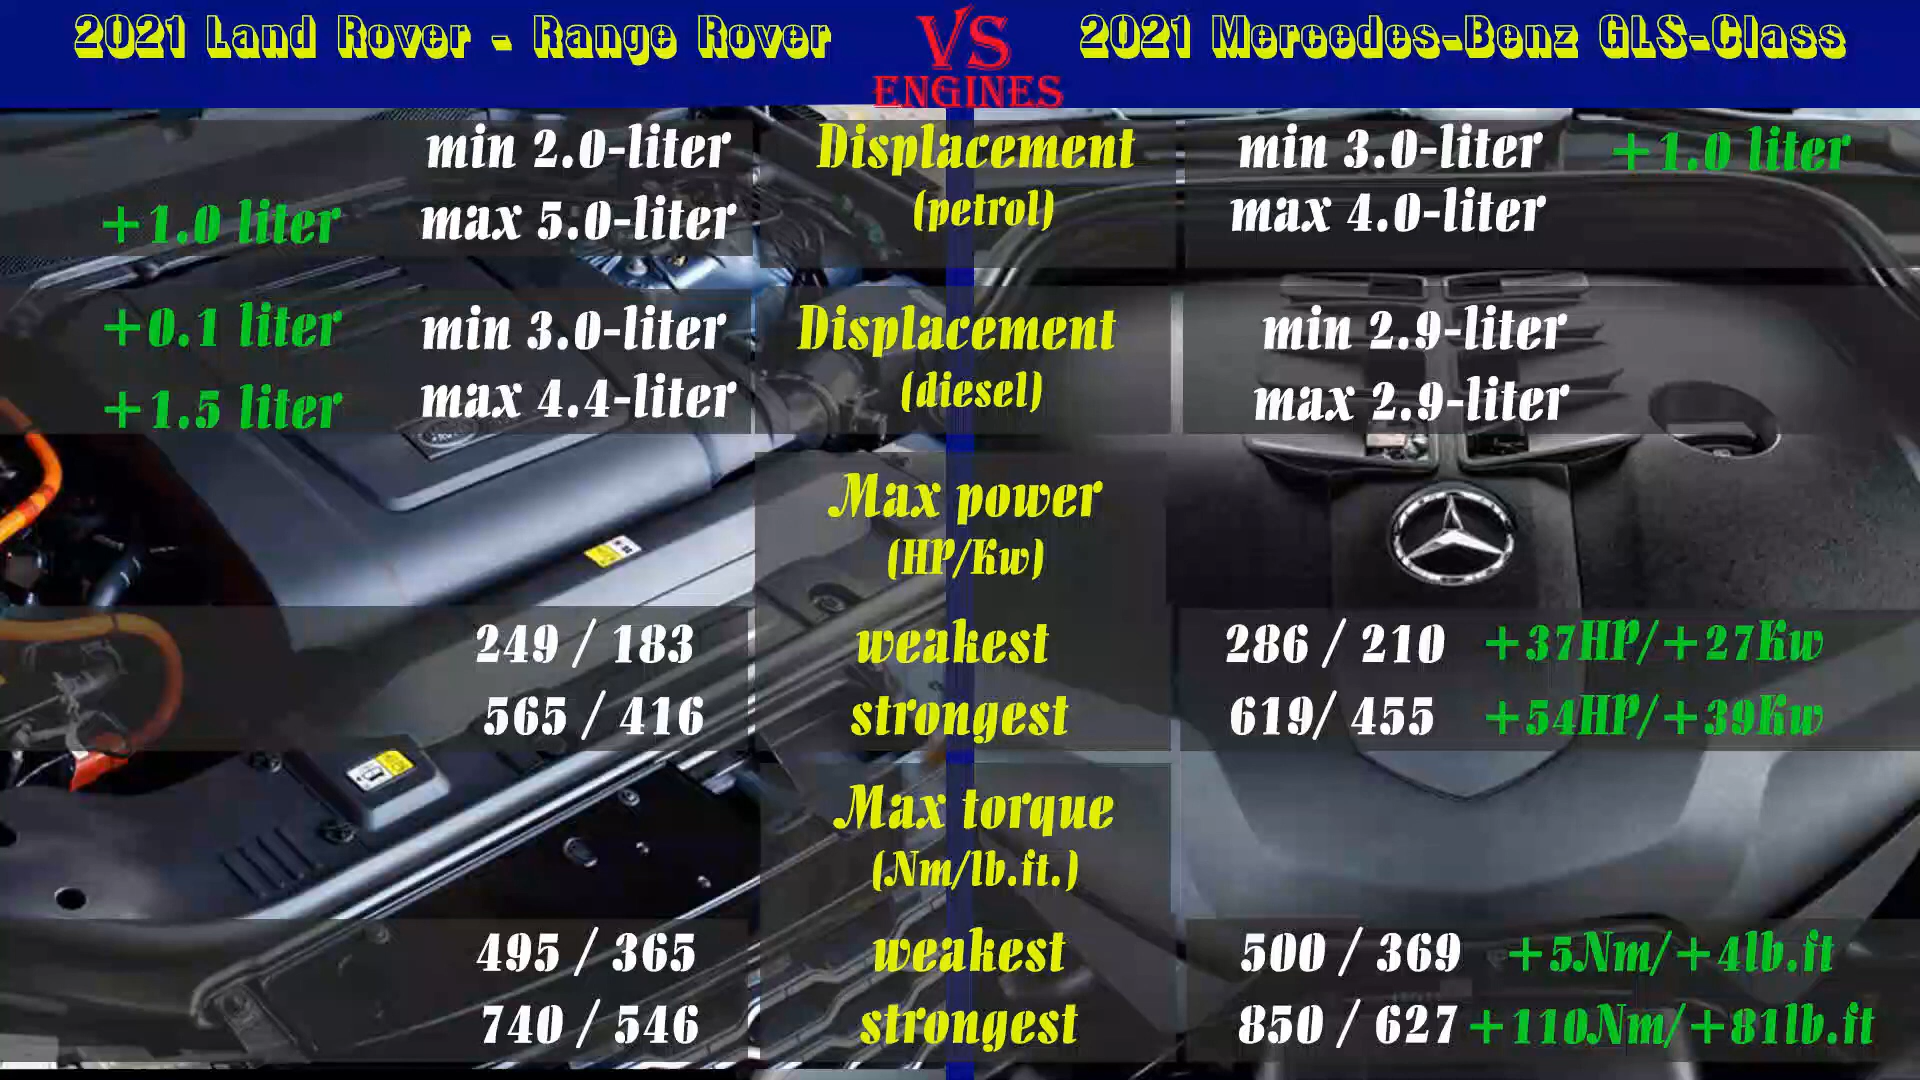 2021 Land Rover - Range Rover VS 2021 Mercedes-Benz GLS-Class
ENGINES
min 2.0-liter Displacement min 3.0-liter +1.0 liter
+1.0 liter max 5.0-liter (petrol) max 4.0-liter
+0.1 liter min 3.0-liter Displacement min 2.9-liter
+1.5 liter max 4.4-liter (diesel) max 2.9-liter
Max power
(HP/Kw)
249 / 183 weakest 286 / 210 +37HP/+27Kw
565 / 416 strongest 619/ 455 +54HP/+39Kw
Max torque
(Nm/lb.ft.)
495 / 365 weakest 500 / 369 +5Nm/+4lb.ft
740 / 546 strongest 850 / 627 +110Nm/+81lb.ft